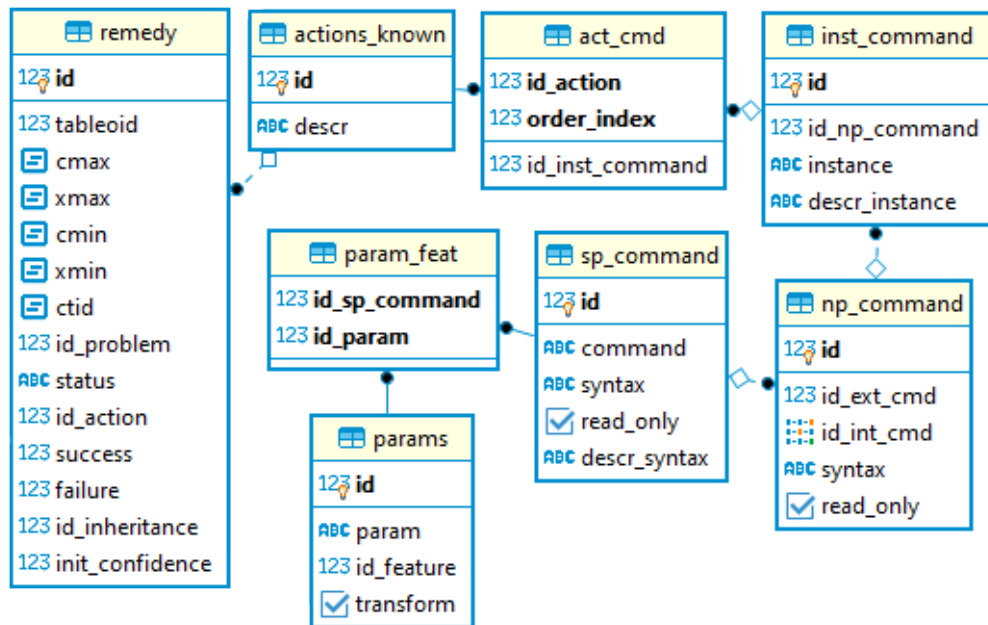 remedy
123 id
123 tableoid
cmax
xmax
cmin
xmin
ctid
123 id_problem
ABC status
123 id_action
123 success
123 failure
123 id_inheritance
123 init_confidence
actions_known
123 id
ABC descr
act_cmd
123 id_action
123 order_index
123 id_inst_command
inst_command
123 id
123 id_np_command
ABC instance
ABC descr_instance
param_feat
123 id_sp_command
123 id_param
sp_command
123 id
ABC command
ABC syntax
read_only
ABC descr_syntax
np_command
123 id
123 id_ext_cmd
id_int_cmd
ABC syntax
read_only
params
123 id
ABC param
123 id_feature
transform